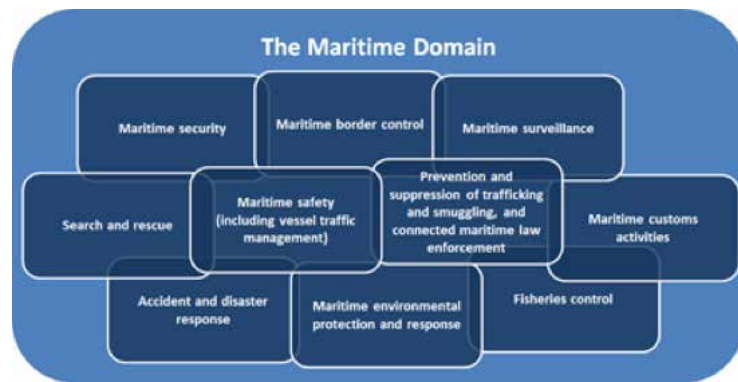 The Maritime Domain
Maritime security
Maritime border control
Maritime surveillance
Search and rescue
Maritime safety
(including vessel traffic
management)
Prevention and
suppression of trafficking
and smuggling, and
connected maritime law
enforcement
Maritime customs
activities
Accident and disaster
response
Maritime environmental
protection and response
Fisheries control